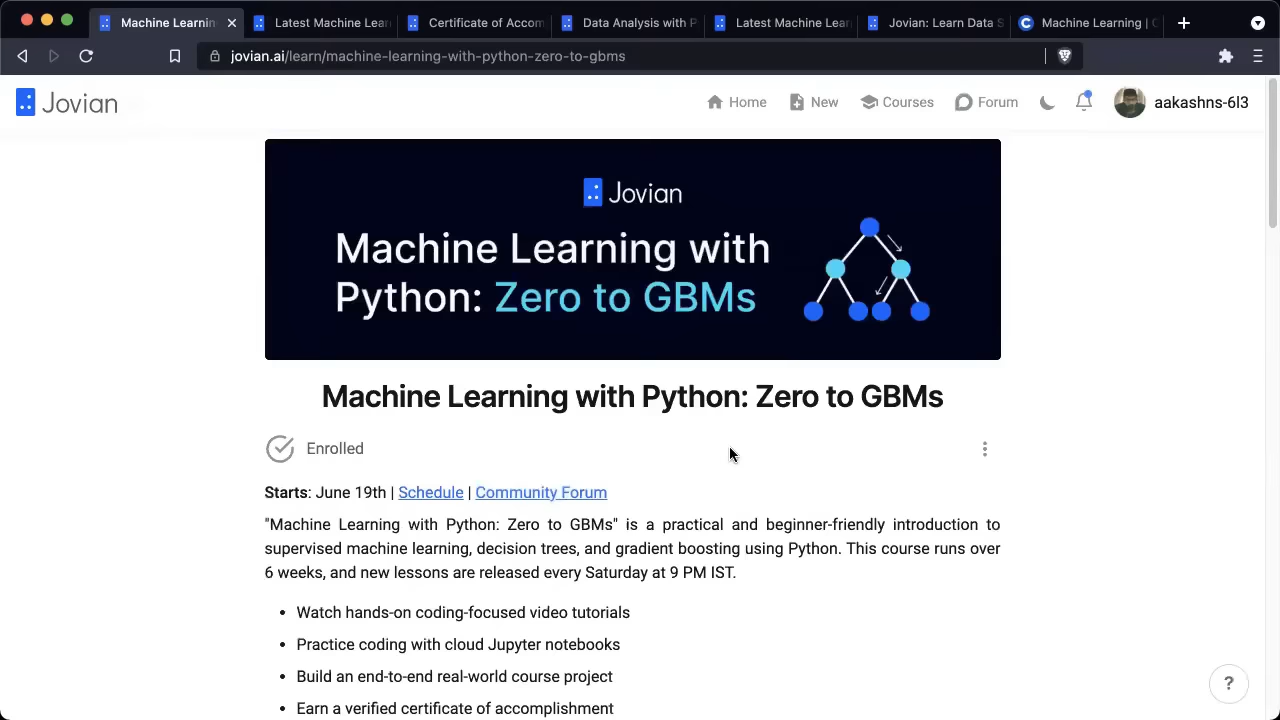 Machine Learnin
Latest Machine Lear
Certificate of Accom
Data Analysis with P
Latest Machine Lear
Jovian: Learn Data S
Machine Learning | C
jovian.ai/learn/machine-learning-with-python-zero-to-gbms
Jovian
Home
New
Courses
Forum
aakashns-6l3
Jovian
Machine Learning with
Python: Zero to GBMs
Machine Learning with Python: Zero to GBMs
Enrolled
Starts: June 19th | Schedule | Community Forum
"Machine Learning with Python: Zero to GBMs" is a practical and beginner-friendly introduction to
supervised machine learning, decision trees, and gradient boosting using Python. This course runs over
6 weeks, and new lessons are released every Saturday at 9 PM IST.
• Watch hands-on coding-focused video tutorials
• Practice coding with cloud Jupyter notebooks
• Build an end-to-end real-world course project
• Earn a verified certificate of accomplishment
?